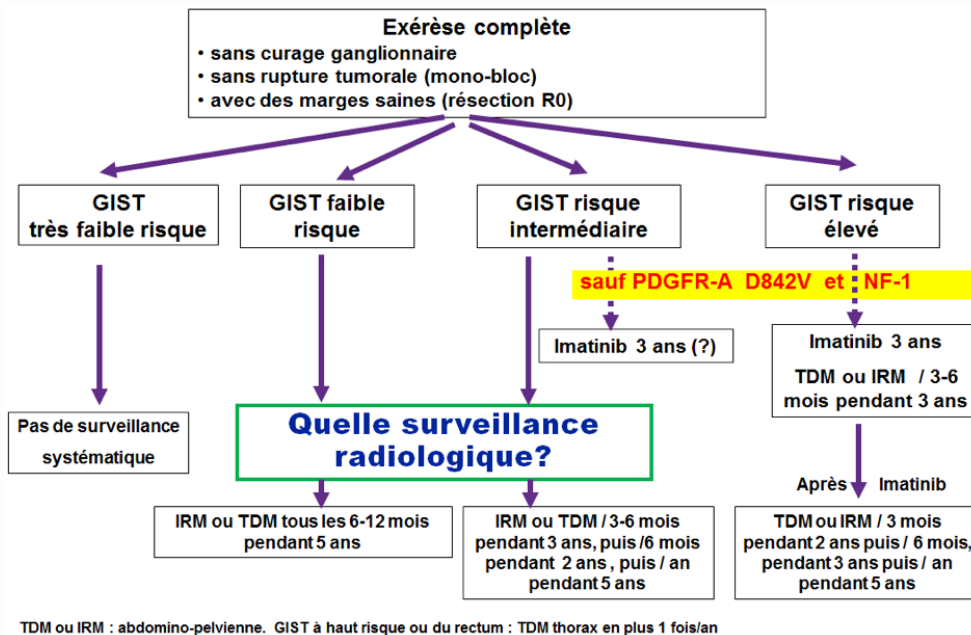 Exérèse complète
• sans curage ganglionnaire
• sans rupture tumorale (mono-bloc)
• avec des marges saines (résection R0)
GIST
très faible risque
GIST faible
risque
GIST risque
intermédiaire
GIST risque
élevé
sauf PDGFR-A D842V et NF-1
Imatinib 3 ans (?)
Imatinib 3 ans
TDM ou IRM / 3-6
mois pendant 3 ans
Pas de surveillance
systématique
Quelle surveillance
radiologique?
Après Imatinib
IRM ou TDM tous les 6-12 mois
pendant 5 ans
IRM ou TDM / 3-6 mois
pendant 3 ans, puis /6 mois
pendant 2 ans , puis / an
pendant 5 ans
TDM ou IRM / 3 mois
pendant 2 ans puis / 6 mois,
pendant 3 ans puis / an
pendant 5 ans
TDM ou IRM : abdomino-pelvienne. GIST à haut risque ou du rectum : TDM thorax en plus 1 fois/an